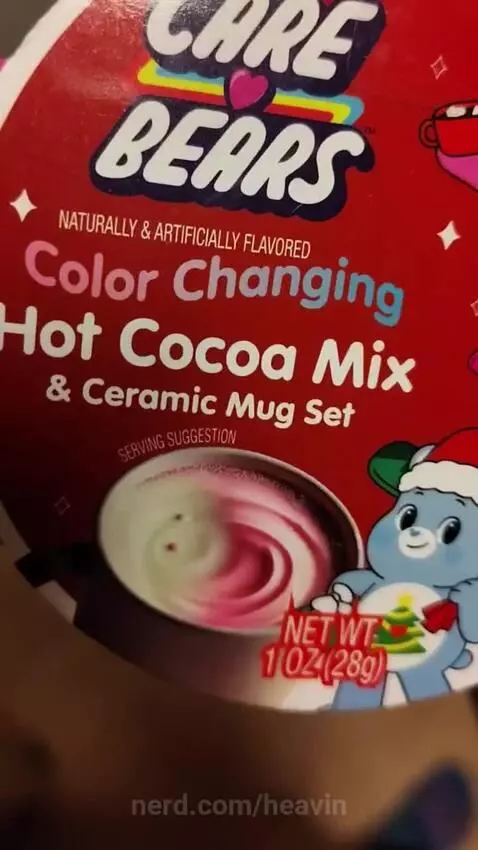 CARE
BEARS
™
NATURALLY & ARTIFICIALLY FLAVORED
Color Changing
Hot Cocoa Mix
& Ceramic Mug Set
SERVING SUGGESTION
NET WT
1 OZ (28g)
nerd.com/heavin